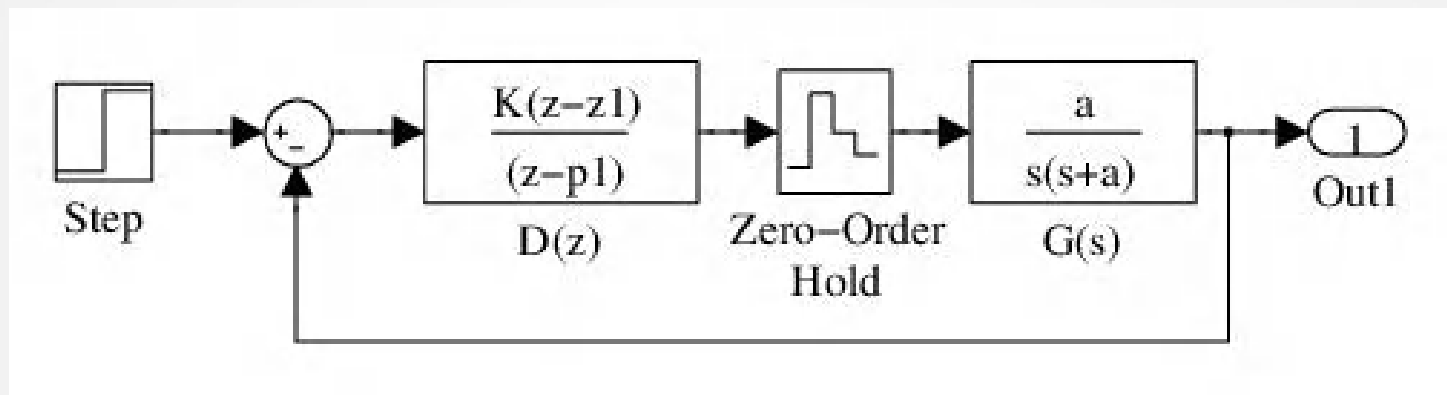 K(z−z1)
(z−p1)
a
s(s+a)
1
Step
D(z)
Zero−Order
Hold
G(s)
Out1
+
−